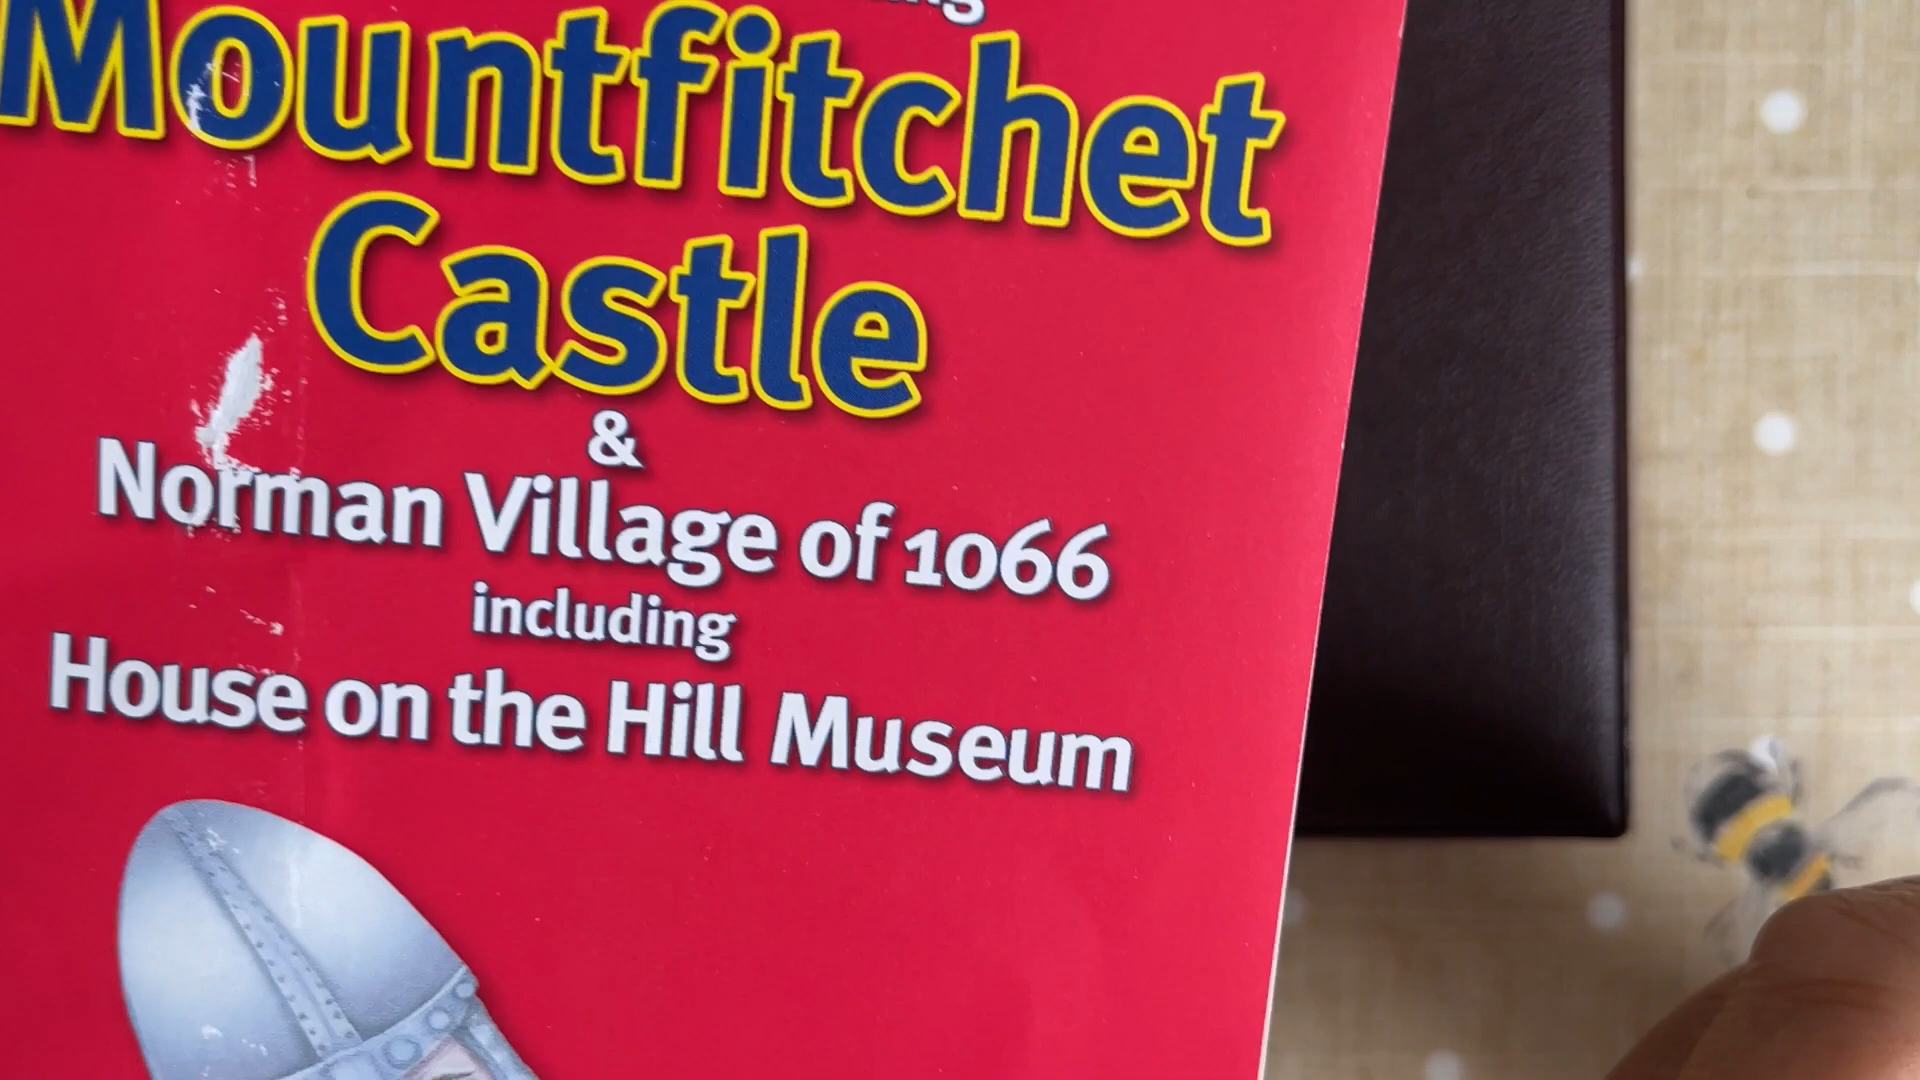 Mountfitchet
Castle
&
Norman Village of 1066
including
House on the Hill Museum